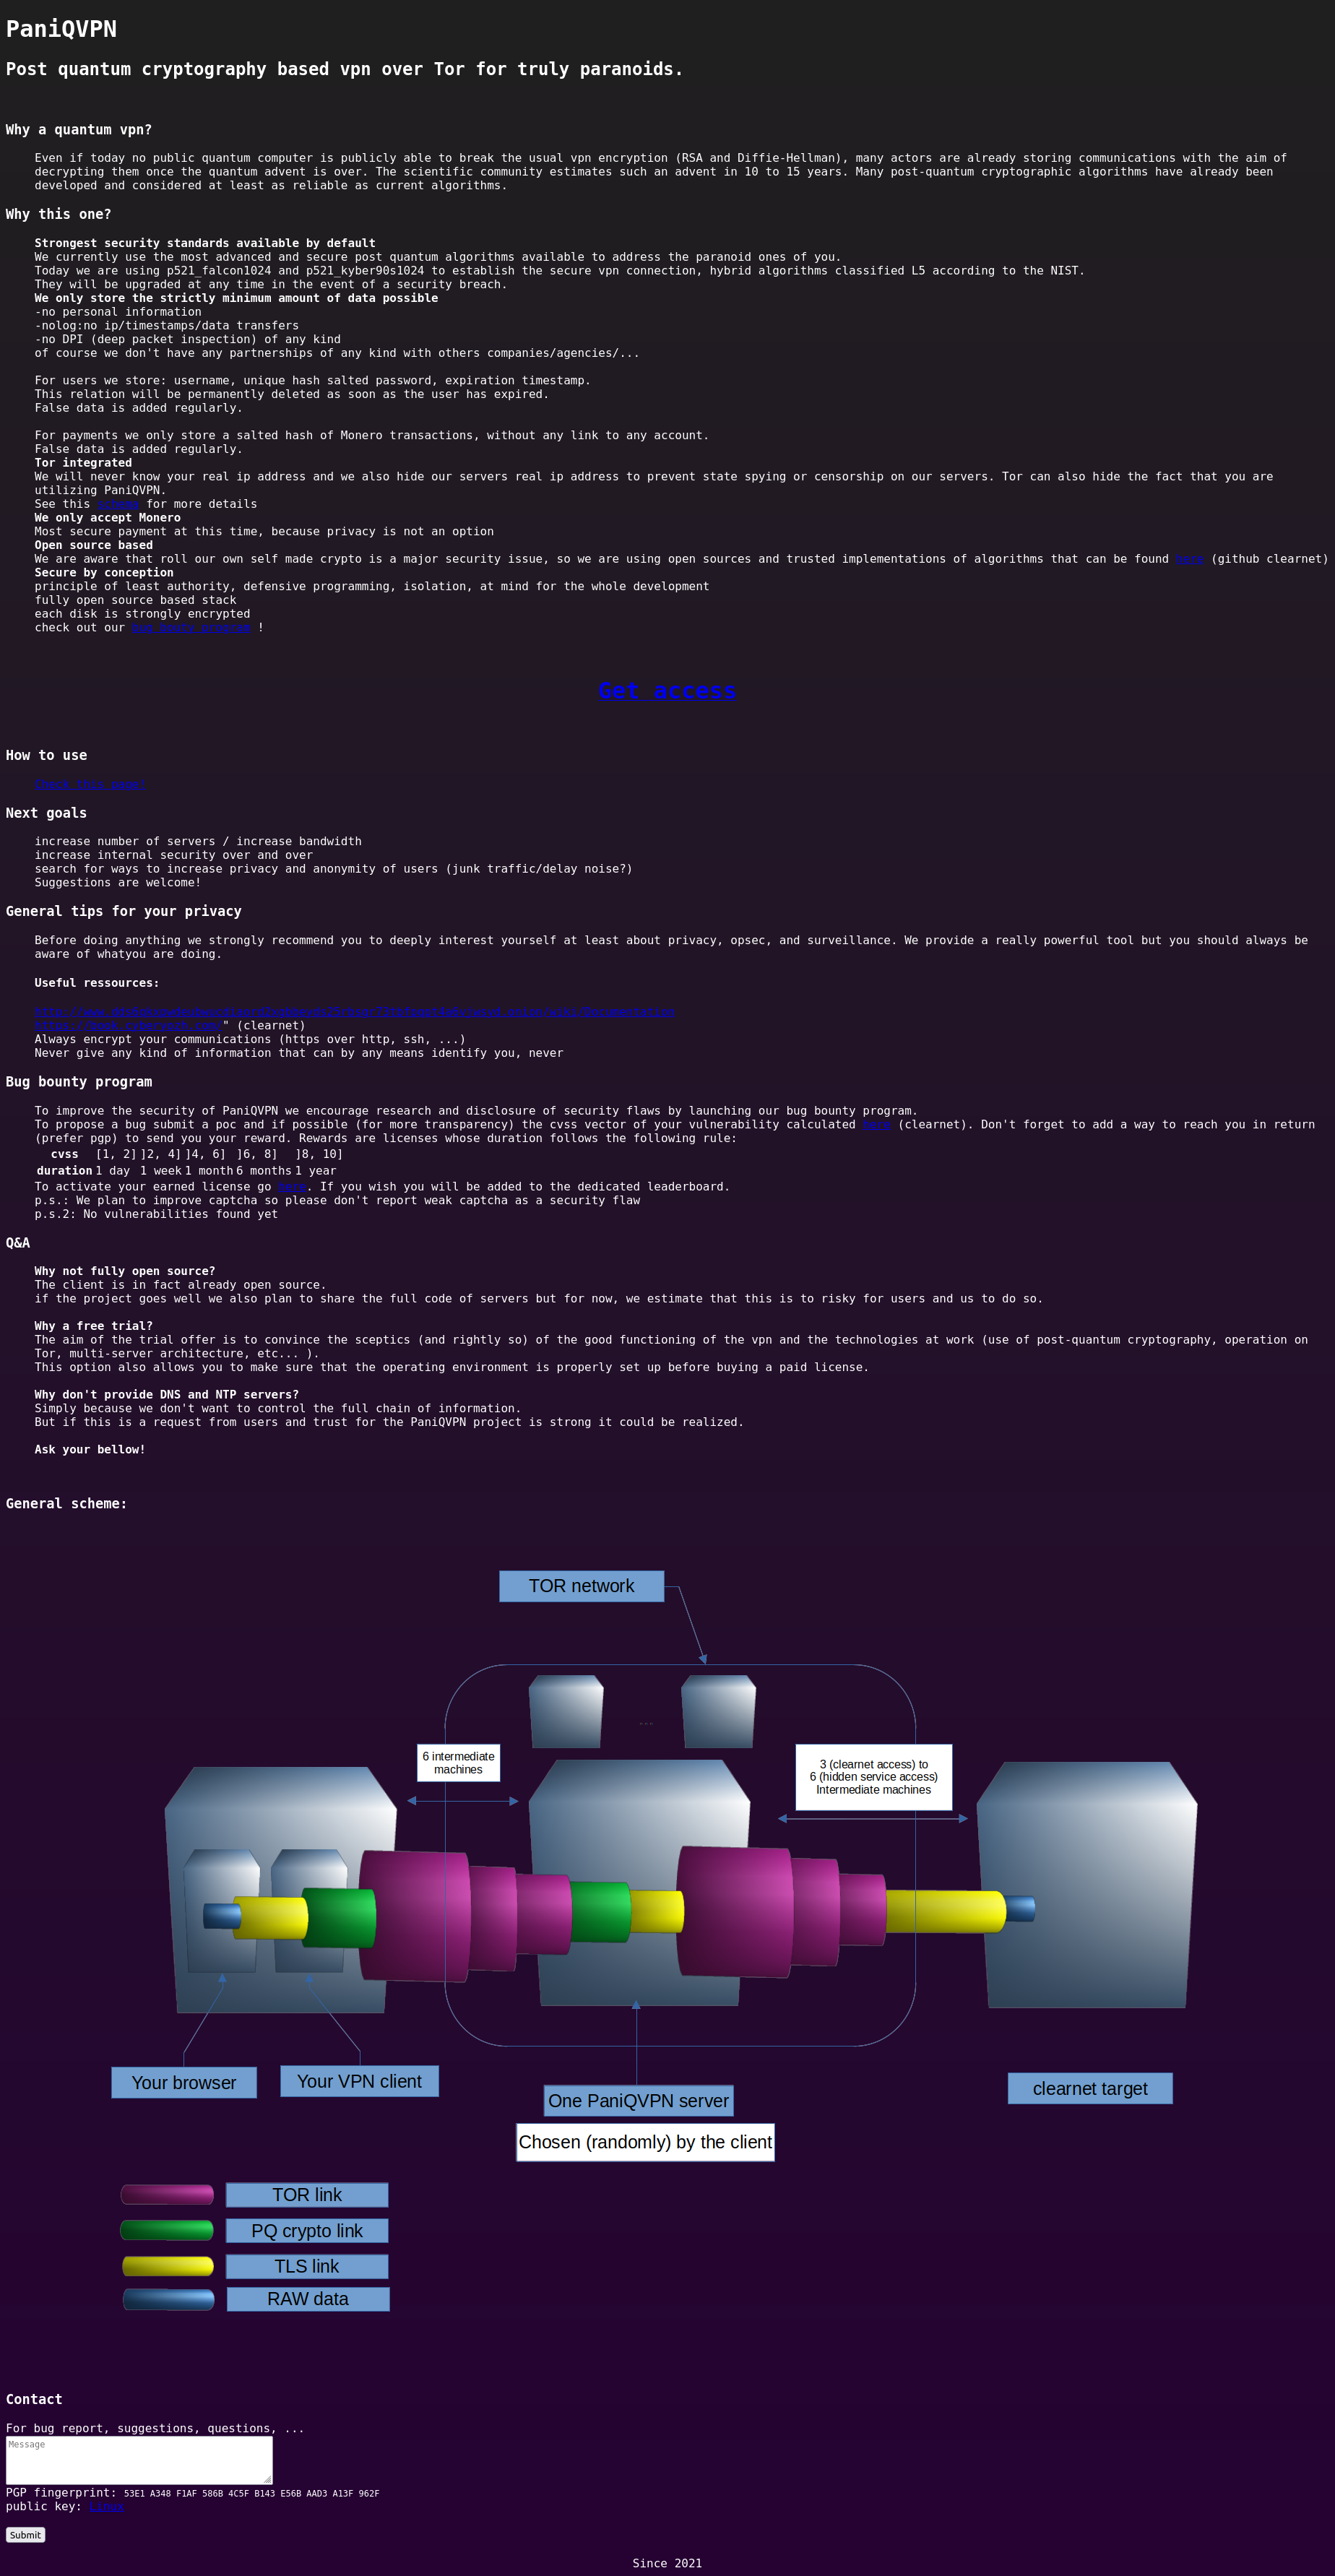 PaniQVPN
Post quantum cryptography based vpn over Tor for truly paranoids.
Why a quantum vpn?
Even if today no public quantum computer is publicly able to break the usual vpn encryption (RSA and Diffie-Hellman), many actors are already storing communications with the aim of
decrypting them once the quantum advent is over. The scientific community estimates such an advent in 10 to 15 years. Many post-quantum cryptographic algorithms have already been
developed and considered at least as reliable as current algorithms.
Why this one?
Strongest security standards available by default
We currently use the most advanced and secure post quantum algorithms available to address the paranoid ones of you.
Today we are using p521_falcon1024 and p521_kyber90s1024 to establish the secure vpn connection, hybrid algorithms classified L5 according to the NIST.
They will be upgraded at any time in the event of a security breach.
We only store the strictly minimum amount of data possible
-no personal information
-nolog:no ip/timestamps/data transfers
-no DPI (deep packet inspection) of any kind
of course we don't have any partnerships of any kind with others companies/agencies/...
For users we store: username, unique hash salted password, expiration timestamp.
This relation will be permanently deleted as soon as the user has expired.
False data is added regularly.
For payments we only store a salted hash of Monero transactions, without any link to any account.
False data is added regularly.
Tor integrated
We will never know your real ip address and we also hide our servers real ip address to prevent state spying or censorship on our servers. Tor can also hide the fact that you are
utilizing PaniQVPN.
See this scheme for more details
We only accept Monero
Most secure payment at this time, because privacy is not an option
Open source based
We are aware that roll our own self made crypto is a major security issue, so we are using open sources and trusted implementations of algorithms that can be found here (github clearnet)
Secure by conception
principle of least authority, defensive programming, isolation, at mind for the whole development
fully open source based stack
each disk is strongly encrypted
check out our bug bounty program !
Get access
How to use
Check this page!
Next goals
increase number of servers / increase bandwidth
increase internal security over and over
search for ways to increase privacy and anonymity of users (junk traffic/delay noise?)
Suggestions are welcome!
General tips for your privacy
Before doing anything we strongly recommend you to deeply interest yourself at least about privacy, opsec, and surveillance. We provide a really powerful tool but you should always be
aware of whatyou are doing.
Useful ressources:
" (clearnet)
Always encrypt your communications (https over http, ssh, ...)
Never give any kind of information that can by any means identify you, never
Bug bounty program
To improve the security of PaniQVPN we encourage research and disclosure of security flaws by launching our bug bounty program.
To propose a bug submit a poc and if possible (for more transparency) the cvss vector of your vulnerability calculated here (clearnet). Don't forget to add a way to reach you in return
(prefer pgp) to send you your reward. Rewards are licenses whose duration follows the following rule:
cvss [1, 2] ]2, 4] ]4, 6] ]6, 8] ]8, 10]
duration 1 day 1 week 1 month 6 months 1 year
To activate your earned license go here. If you wish you will be added to the dedicated leaderboard.
p.s.: We plan to improve captcha so please don't report weak captcha as a security flaw
p.s.2: No vulnerabilities found yet
Q&A
Why not fully open source?
The client is in fact already open source.
if the project goes well we also plan to share the full code of servers but for now, we estimate that this is to risky for users and us to do so.
Why a free trial?
The aim of the trial offer is to convince the sceptics (and rightly so) of the good functioning of the vpn and the technologies at work (use of post-quantum cryptography, operation on
Tor, multi-server architecture, etc... ).
This option also allows you to make sure that the operating environment is properly set up before buying a paid license.
Why don't provide DNS and NTP servers?
Simply because we don't want to control the full chain of information.
But if this is a request from users and trust for the PaniQVPN project is strong it could be realized.
Ask your bellow!
General scheme:
TOR network
...
6 intermediate
machines
3 (clearnet access) to
6 (hidden service access)
Intermediate machines
Your browser
Your VPN client
One PaniQVPN server
Chosen (randomly) by the client
clearnet target
TOR link
PQ crypto link
TLS link
RAW data
Contact
For bug report, suggestions, questions, ...
Message
PGP fingerprint: 53E1 A348 F1AF 586B 4C5F B143 E56B AAD3 A13F 962F
public key:
Submit
Since 2021